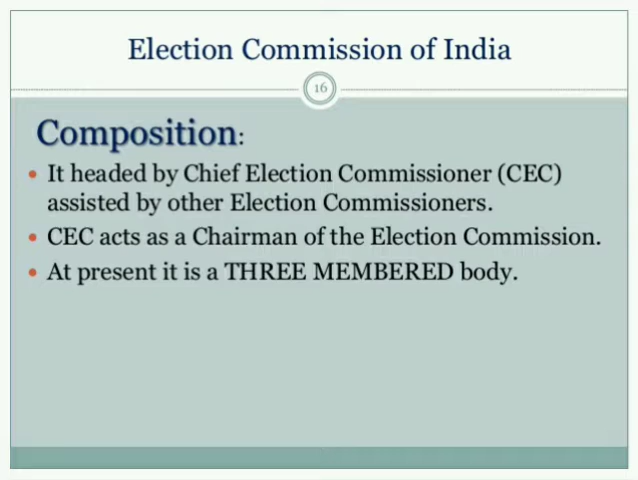 Election Commission of India
16
Composition:
• It headed by Chief Election Commissioner (CEC)
assisted by other Election Commissioners.
• CEC acts as a Chairman of the Election Commission.
• At present it is a THREE MEMBERED body.